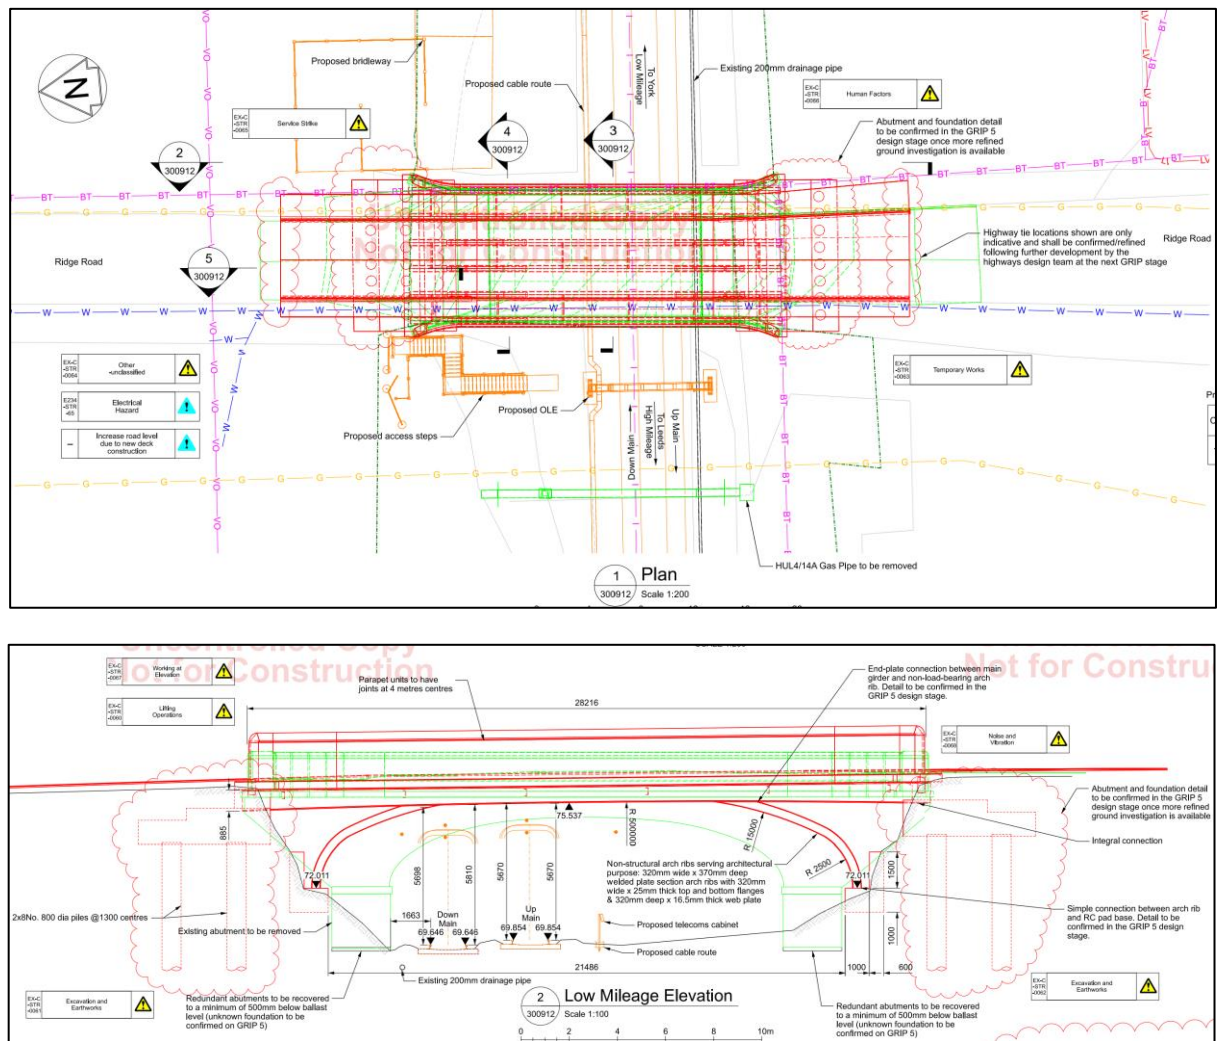 Proposed bridleway
Proposed cable route
To York
Low Mileage
Existing 200mm drainage pipe
EX-C
-STR
-0066
Human Factors
EX-C
-STR
-0065
Service Strike
Abutment and foundation detail
to be confirmed in the GRIP 5
design stage once more refined
ground investigation is available
N
2
300912
4
300912
3
300912
5
300912
Ridge Road
Uncontrolled Copy
Not for Construction
Highway tie locations shown are only
indicative and shall be confirmed/refined
following further development by the
highways design team at the next GRIP stage
Ridge Road
EX-C
-STR
-0064
Other
-unclassified
E234
-STR
-65
Electrical
Hazard
–
Increase road level
due to new deck
construction
EX-C
-STR
-0063
Temporary Works
Proposed access steps
Proposed OLE
Down Main
To Leeds
High Mileage
Up Main
HUL4/14A Gas Pipe to be removed
1
300912
Plan
Scale 1:200
Uncontrolled Copy
Not for Construction
Not for Constru
EX-C
-STR
-0067
Working at
Elevation
EX-C
-STR
-0060
Lifting
Operations
Parapet units to have
joints at 4 metres centres
28216
End-plate connection between main
girder and non-load-bearing arch
rib. Detail to be confirmed in the
GRIP 5 design stage.
EX-C
-STR
-0068
Noise and
Vibration
Abutment and foundation detail
to be confirmed in the GRIP 5
design stage once more refined
ground investigation is available
Integral connection
885
75.537
R 500000
R 15000
R 2500
5698
5810
5670
5670
Non-structural arch ribs serving architectural
purpose: 320mm wide x 370mm deep
welded plate section arch ribs with 320mm
wide x 25mm thick top and bottom flanges
& 320mm deep x 16.5mm thick web plate
72.011
72.011
1500
1000
2x8No. 800 dia piles @1300 centres
Existing abutment to be removed
1663
Down
Main
69.646
69.646
Up
Main
69.854
69.854
Proposed telecoms cabinet
Proposed cable route
Simple connection between arch rib
and RC pad base. Detail to be
confirmed in the GRIP 5 design
stage.
21486
1000
600
Existing 200mm drainage pipe
EX-C
-STR
-0061
Excavation and
Earthworks
Redundant abutments to be recovered
to a minimum of 500mm below ballast
level (unknown foundation to be
confirmed on GRIP 5)
2
300912
Low Mileage Elevation
Scale 1:100
0 2 4 6 8 10m
Redundant abutments to be recovered
to a minimum of 500mm below ballast
level (unknown foundation to be
confirmed on GRIP 5)
EX-C
-STR
-0062
Excavation and
Earthworks